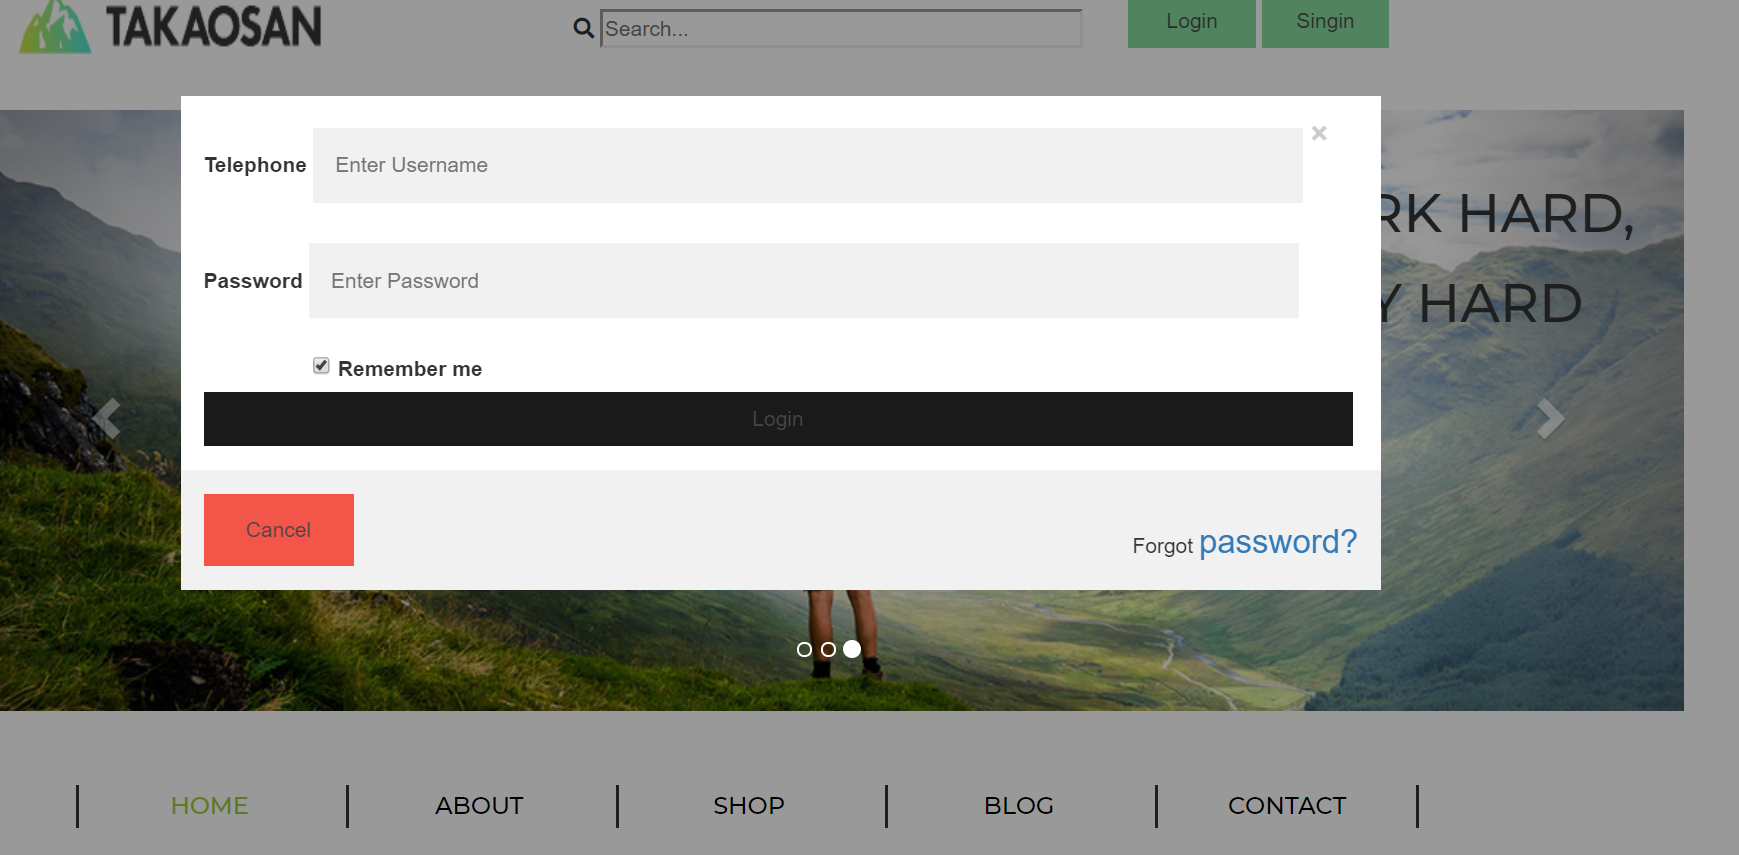 TAKAOSAN
Search...
Login
Singin
Telephone
Enter Username
×
Password
Enter Password
Remember me
Login
Cancel
Forgot password?
RK HARD,
Y HARD
HOME
ABOUT
SHOP
BLOG
CONTACT